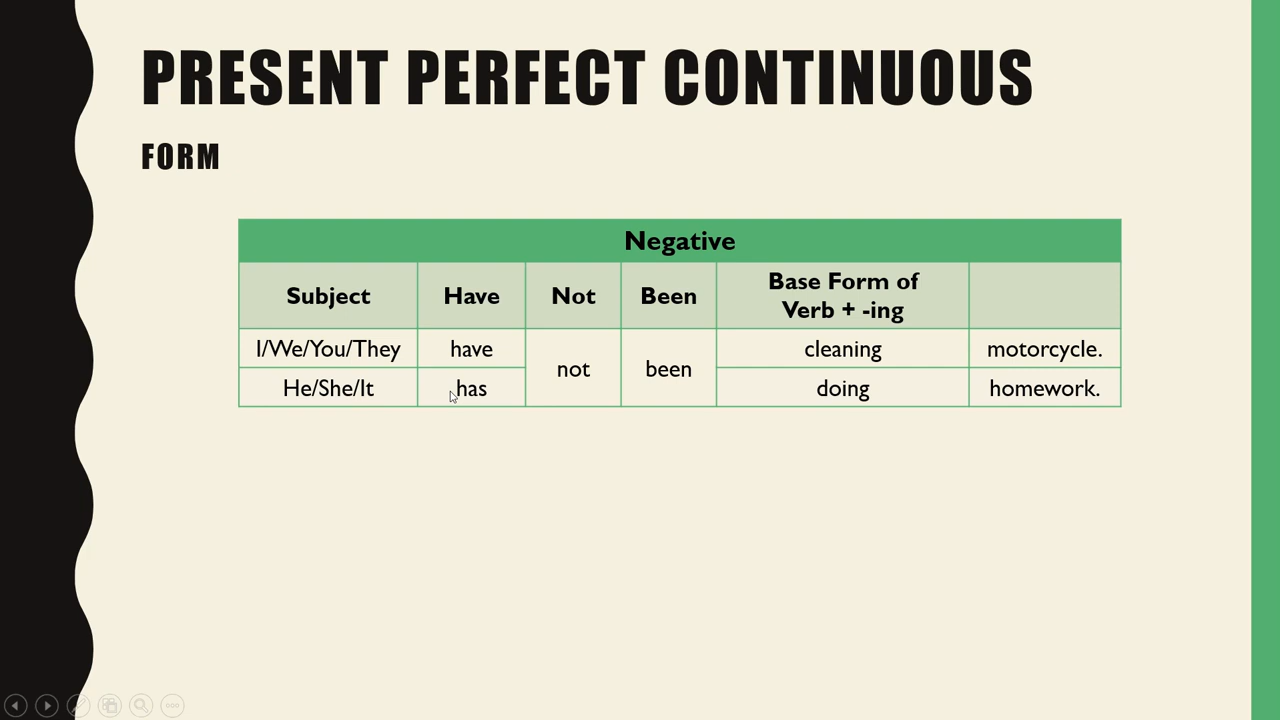 PRESENT PERFECT CONTINUOUS
FORM
Negative
Subject Have Not Been Base Form of
Verb + -ing
I/We/You/They have not been cleaning motorcycle.
He/She/It has doing homework.